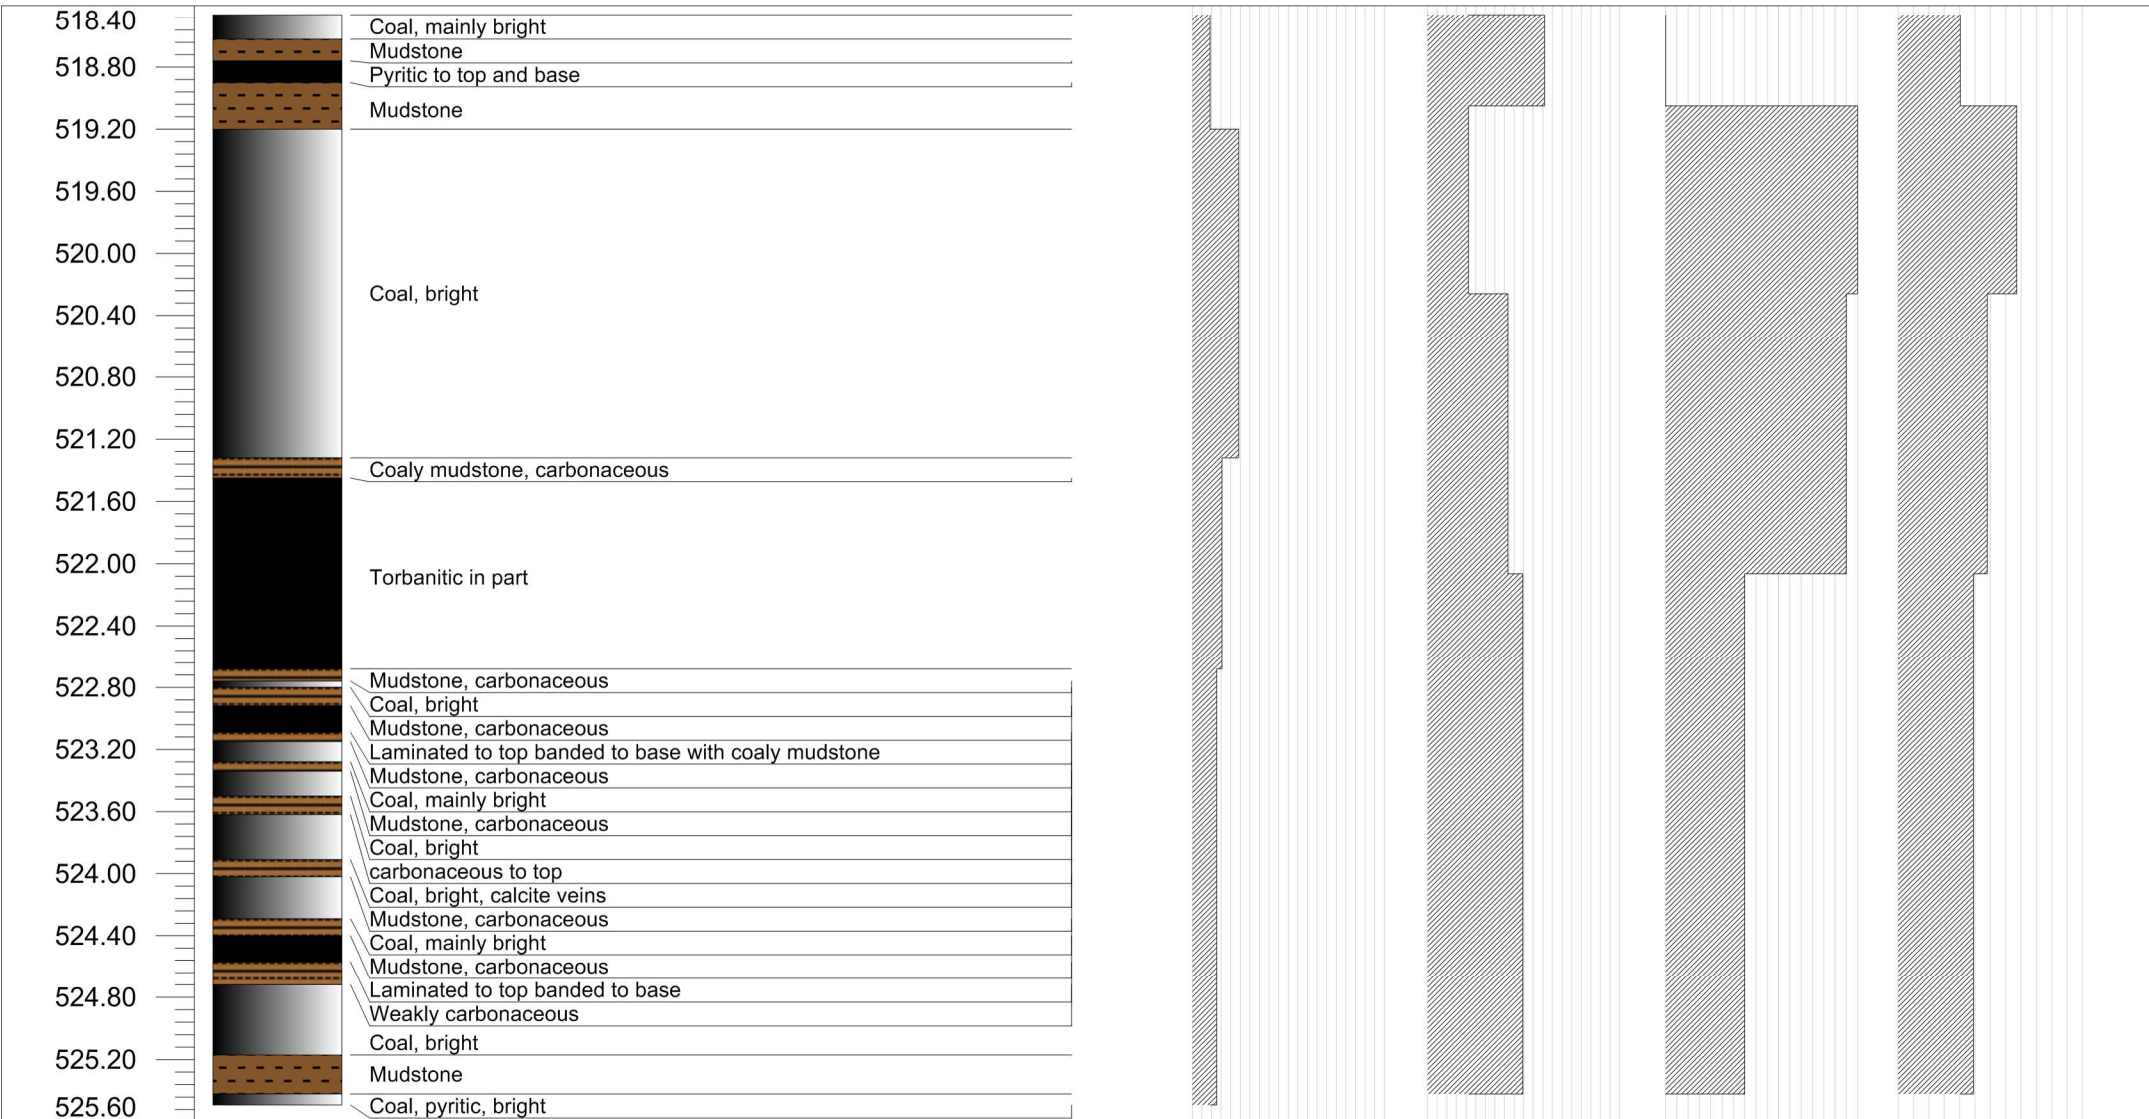 518.40
Coal, mainly bright
Mudstone
518.80
Pyritic to top and base
Mudstone
519.20
519.60
520.00
Coal, bright
520.40
520.80
521.20
Coaly mudstone, carbonaceous
521.60
522.00
Torbanitic in part
522.40
Mudstone, carbonaceous
522.80
Coal, bright
Mudstone, carbonaceous
523.20
Laminated to top banded to base with coaly mudstone
Mudstone, carbonaceous
Coal, mainly bright
523.60
Mudstone, carbonaceous
Coal, bright
524.00
carbonaceous to top
Coal, bright, calcite veins
Mudstone, carbonaceous
524.40
Coal, mainly bright
Mudstone, carbonaceous
Laminated to top banded to base
524.80
Weakly carbonaceous
Coal, bright
525.20
Mudstone
525.60
Coal, pyritic, bright